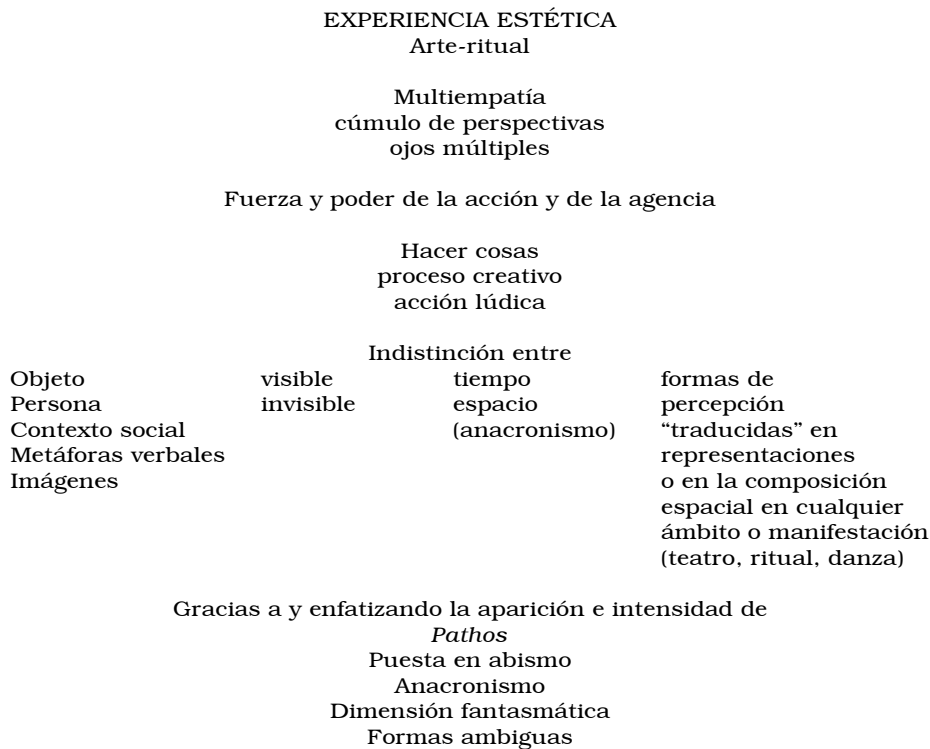 EXPERIENCIA ESTÉTICA
Arte-ritual
Multiempatía
cúmulo de perspectivas
ojos múltiples
Fuerza y poder de la acción y de la agencia
Hacer cosas
proceso creativo
acción lúdica
Indistinción entre
Objeto
Persona
Contexto social
Metáforas verbales
Imágenes
visible
invisible
tiempo
espacio
(anacronismo)
formas de
percepción
“traducidas” en
representaciones
o en la composición
espacial en cualquier
ámbito o manifestación
(teatro, ritual, danza)
Gracias a y enfatizando la aparición e intensidad de
Pathos
Puesta en abismo
Anacronismo
Dimensión fantasmática
Formas ambiguas